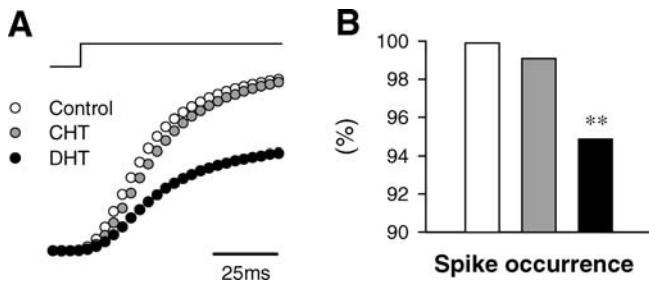 A
Control
CHT
DHT
25ms
B
(%)
100
98
96
94
92
90
**
Spike occurrence